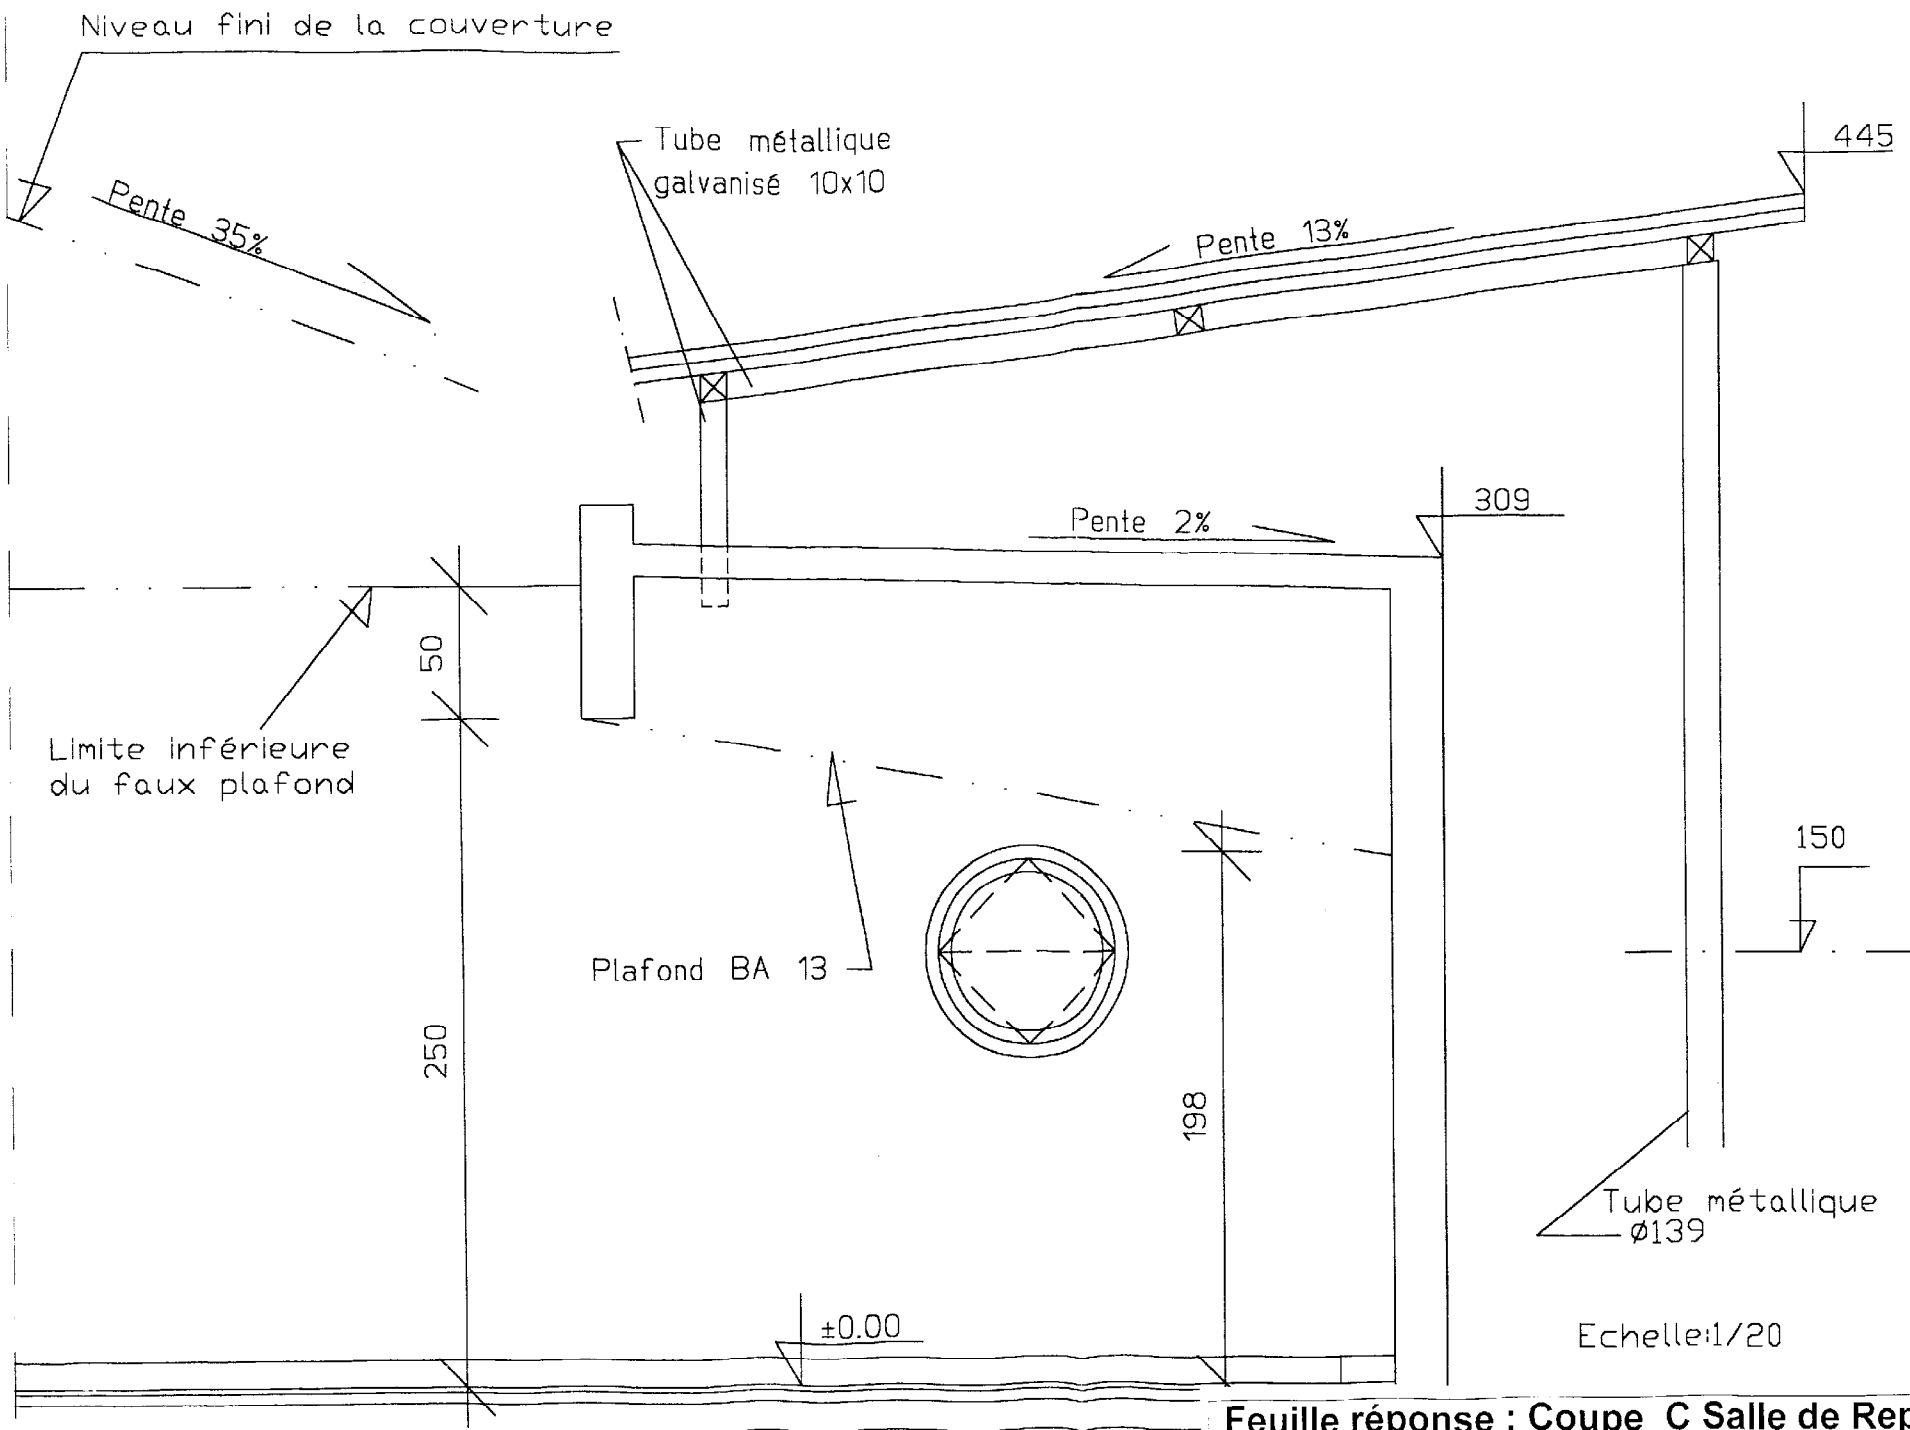 Niveau fini de la couverture
Tube métallique
galvanisé 10x10
445
Pente 35%
Pente 13%
309
Pente 2%
50
Limite inférieure
du faux plafond
150
Plafond BA 13
250
198
Tube métallique
Ø139
±0.00
Echelle:1/20
Feuille réponse : Coupe C Salle de Rep